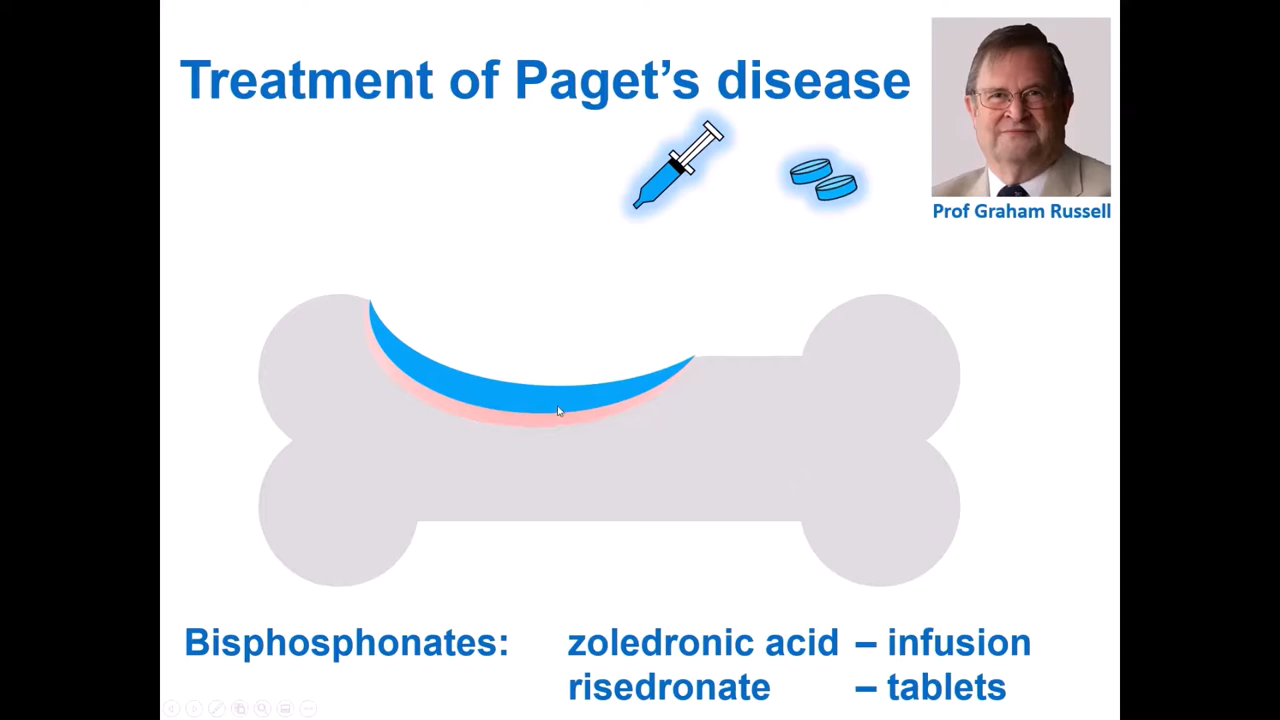 Treatment of Paget’s disease
Prof Graham Russell
Bisphosphonates: zoledronic acid – infusion
risedronate – tablets